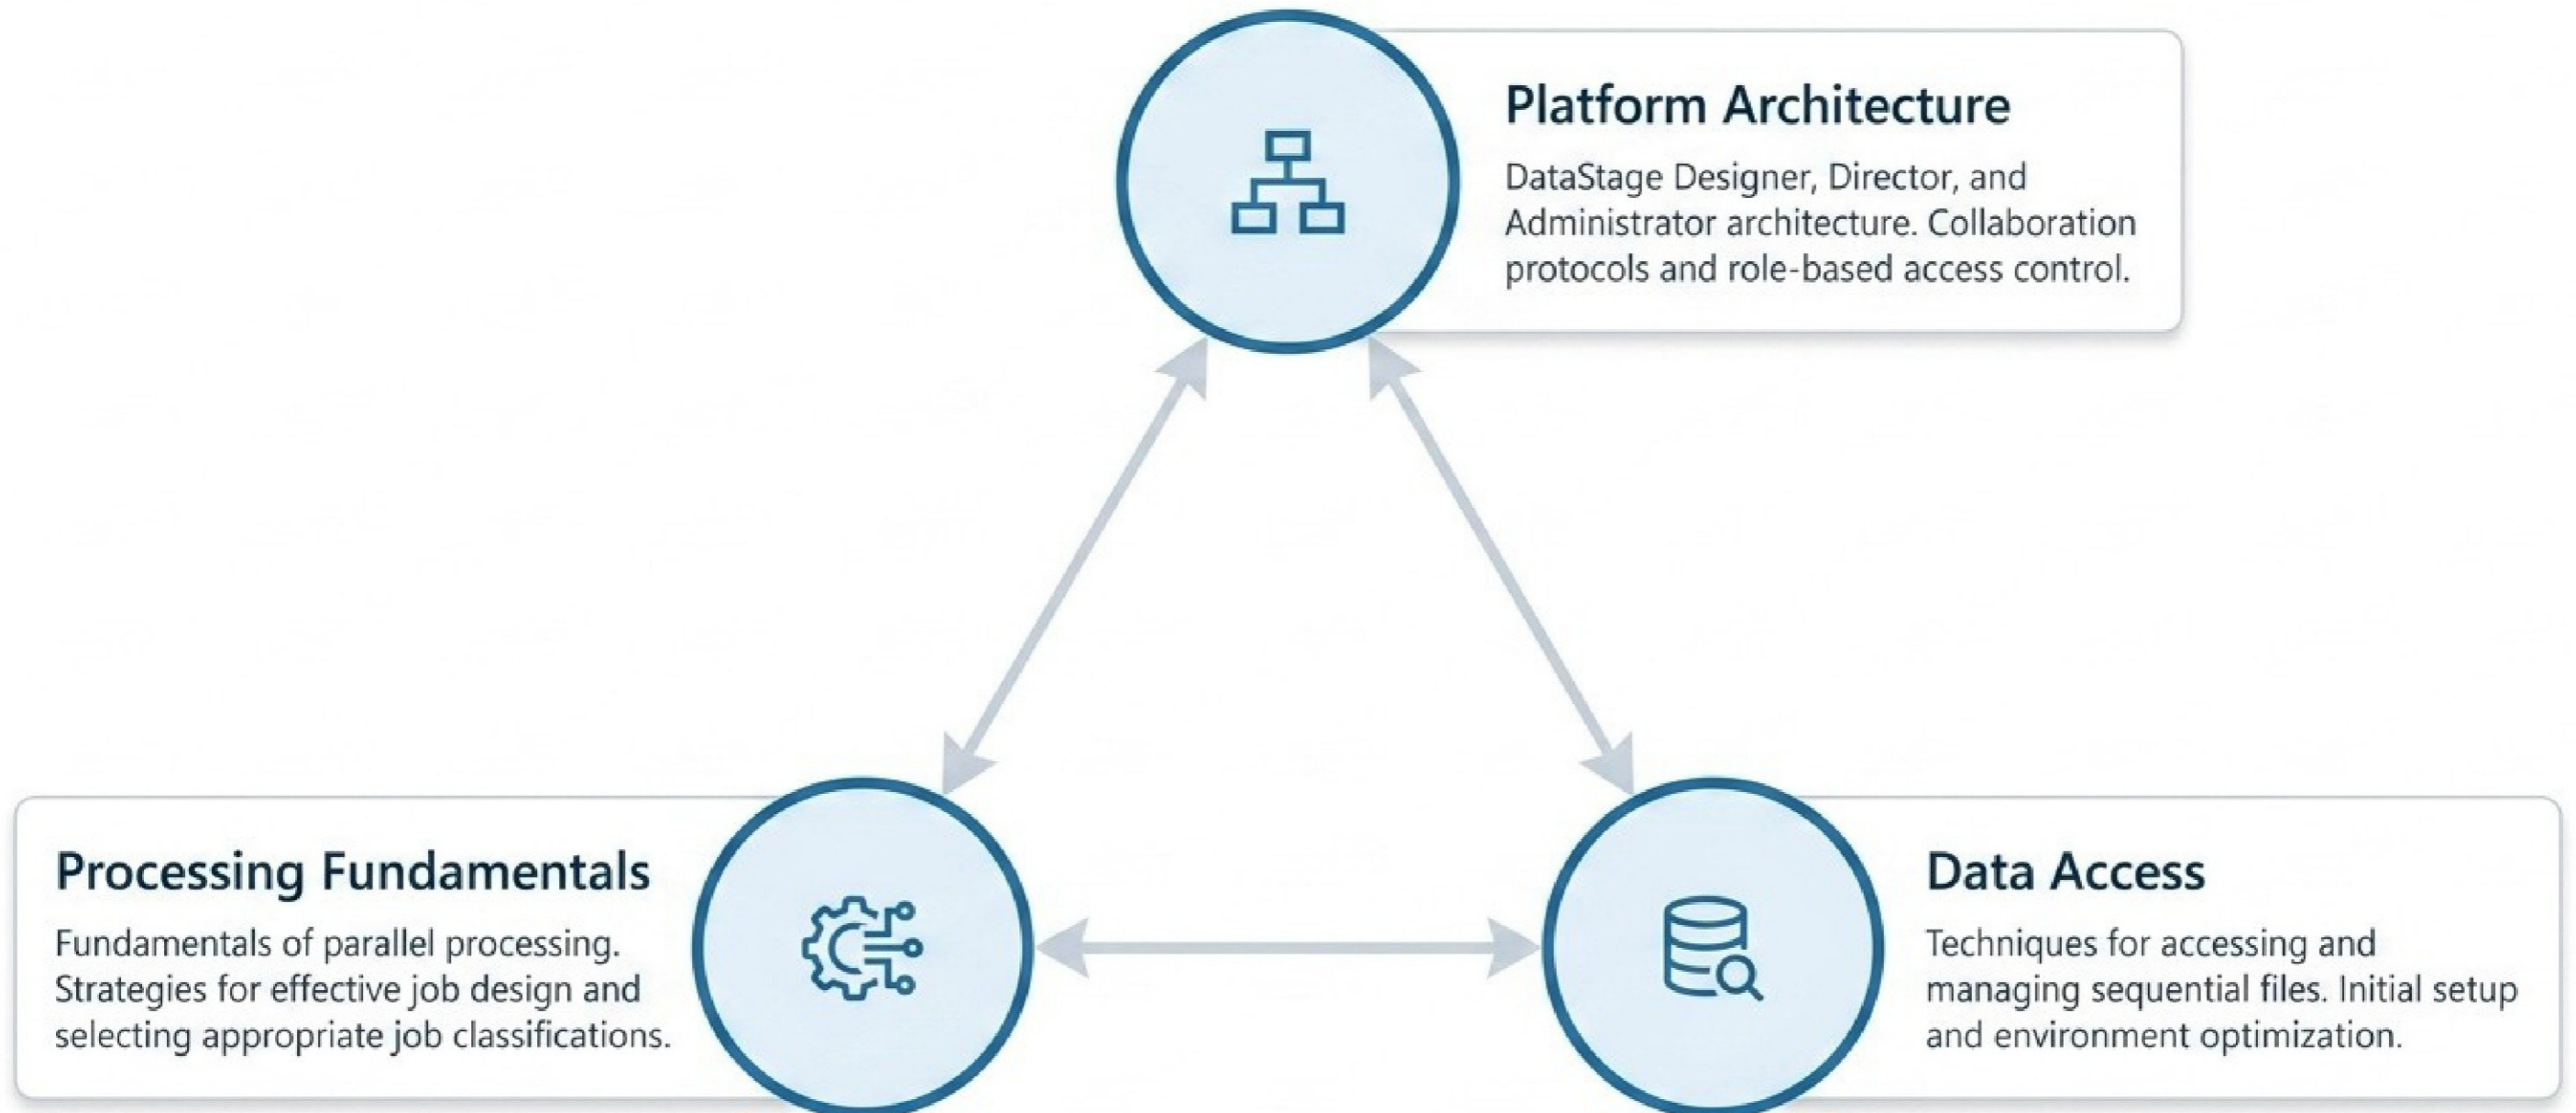 Platform Architecture
DataStage Designer, Director, and
Administrator architecture. Collaboration
protocols and role-based access control.
Processing Fundamentals
Fundamentals of parallel processing.
Strategies for effective job design and
selecting appropriate job classifications.
Data Access
Techniques for accessing and
managing sequential files. Initial setup
and environment optimization.